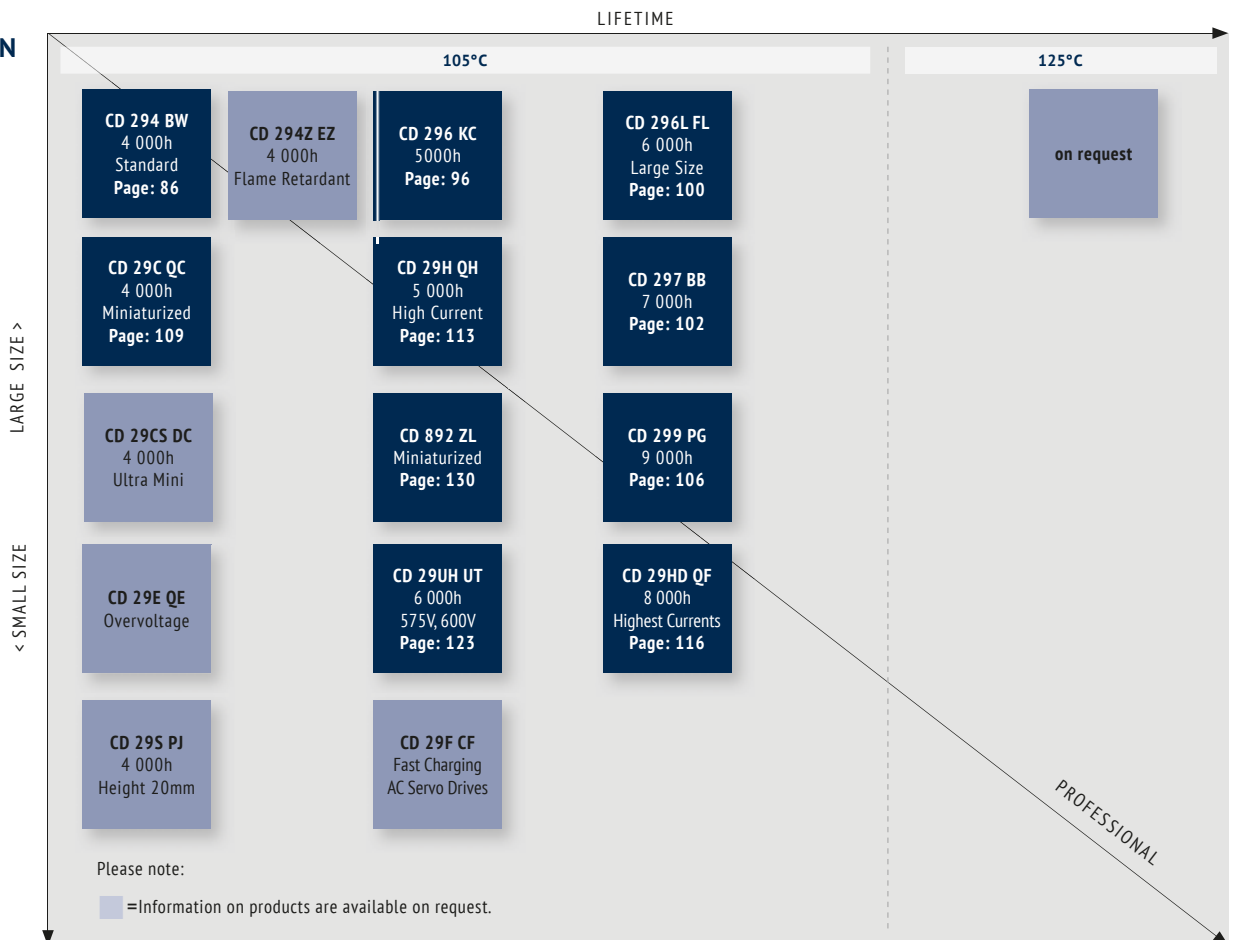 LIFETIME
N
105°C
125°C
CD 294 BW
4 000h
Standard
Page: 86
CD 294Z EZ
4 000h
Flame Retardant
CD 296 KC
5000h
Page: 96
CD 296L FL
6 000h
Large Size
Page: 100
on request
CD 29C QC
4 000h
Miniaturized
Page: 109
CD 29H QH
5 000h
High Current
Page: 113
CD 297 BB
7 000h
Page: 102
LARGE SIZE >
CD 29CS DC
4 000h
Ultra Mini
CD 892 ZL
Miniaturized
Page: 130
CD 299 PG
9 000h
Page: 106
< SMALL SIZE
CD 29E QE
Overvoltage
CD 29UH UT
6 000h
575V, 600V
Page: 123
CD 29HD QF
8 000h
Highest Currents
Page: 116
CD 29S PJ
4 000h
Height 20mm
CD 29F CF
Fast Charging
AC Servo Drives
PROFESSIONAL
Please note:
=Information on products are available on request.